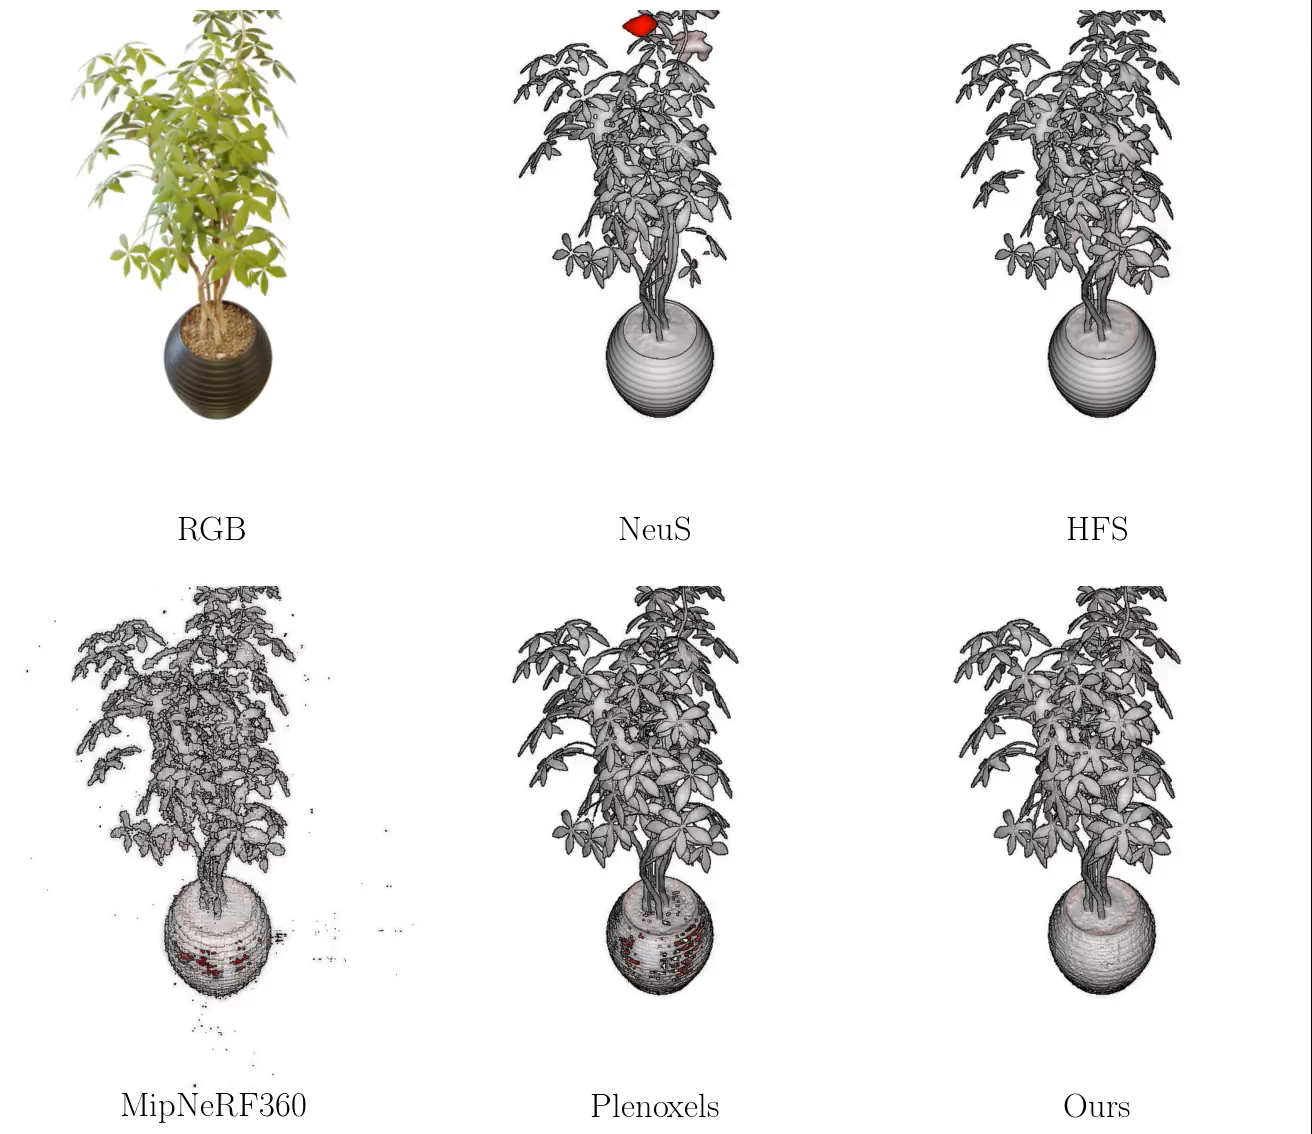 RGB
NeuS
HFS
MipNeRF360
Plenoxels
Ours